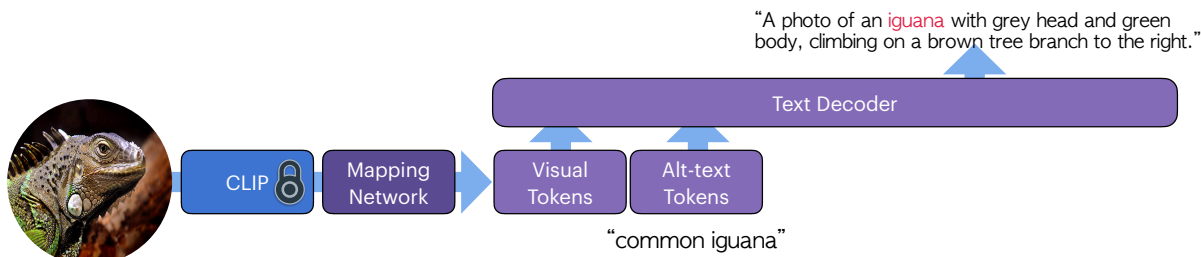 “A photo of an iguana with grey head and green
body, climbing on a brown tree branch to the right.”
Text Decoder
CLIP
Mapping
Network
Visual
Tokens
Alt-text
Tokens
“common iguana”